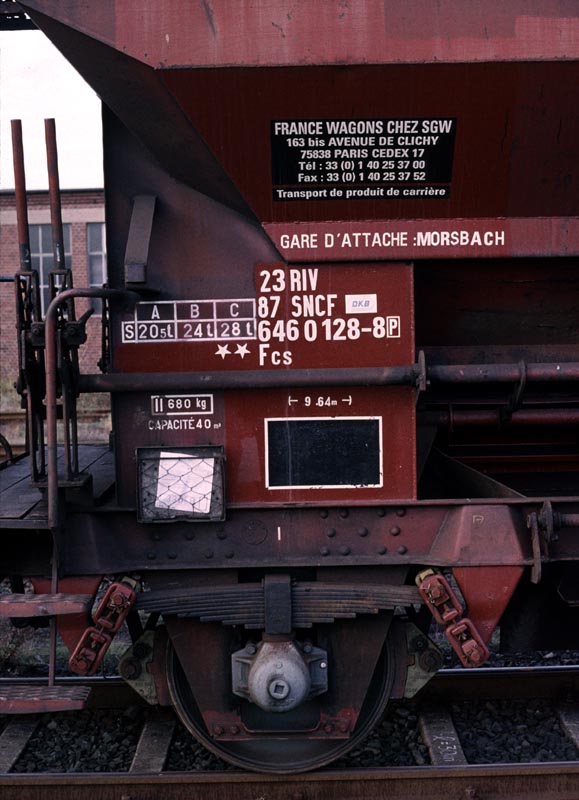 FRANCE WAGONS CHEZ SGW
163 bis AVENUE DE CLICHY
75838 PARIS CEDEX 17
Tél : 33 (0) 1 40 25 37 00
Fax : 33 (0) 1 40 25 37 52
Transport de produit de carrière
GARE D'ATTACHE :MORSBACH
23 RIV
87 SNCF DKB
646 0 128-8 P
Fcs
A B C
S 20,5t 24t 28t
★★
680 kg
CAPACITÉ 40 m³
9.64m